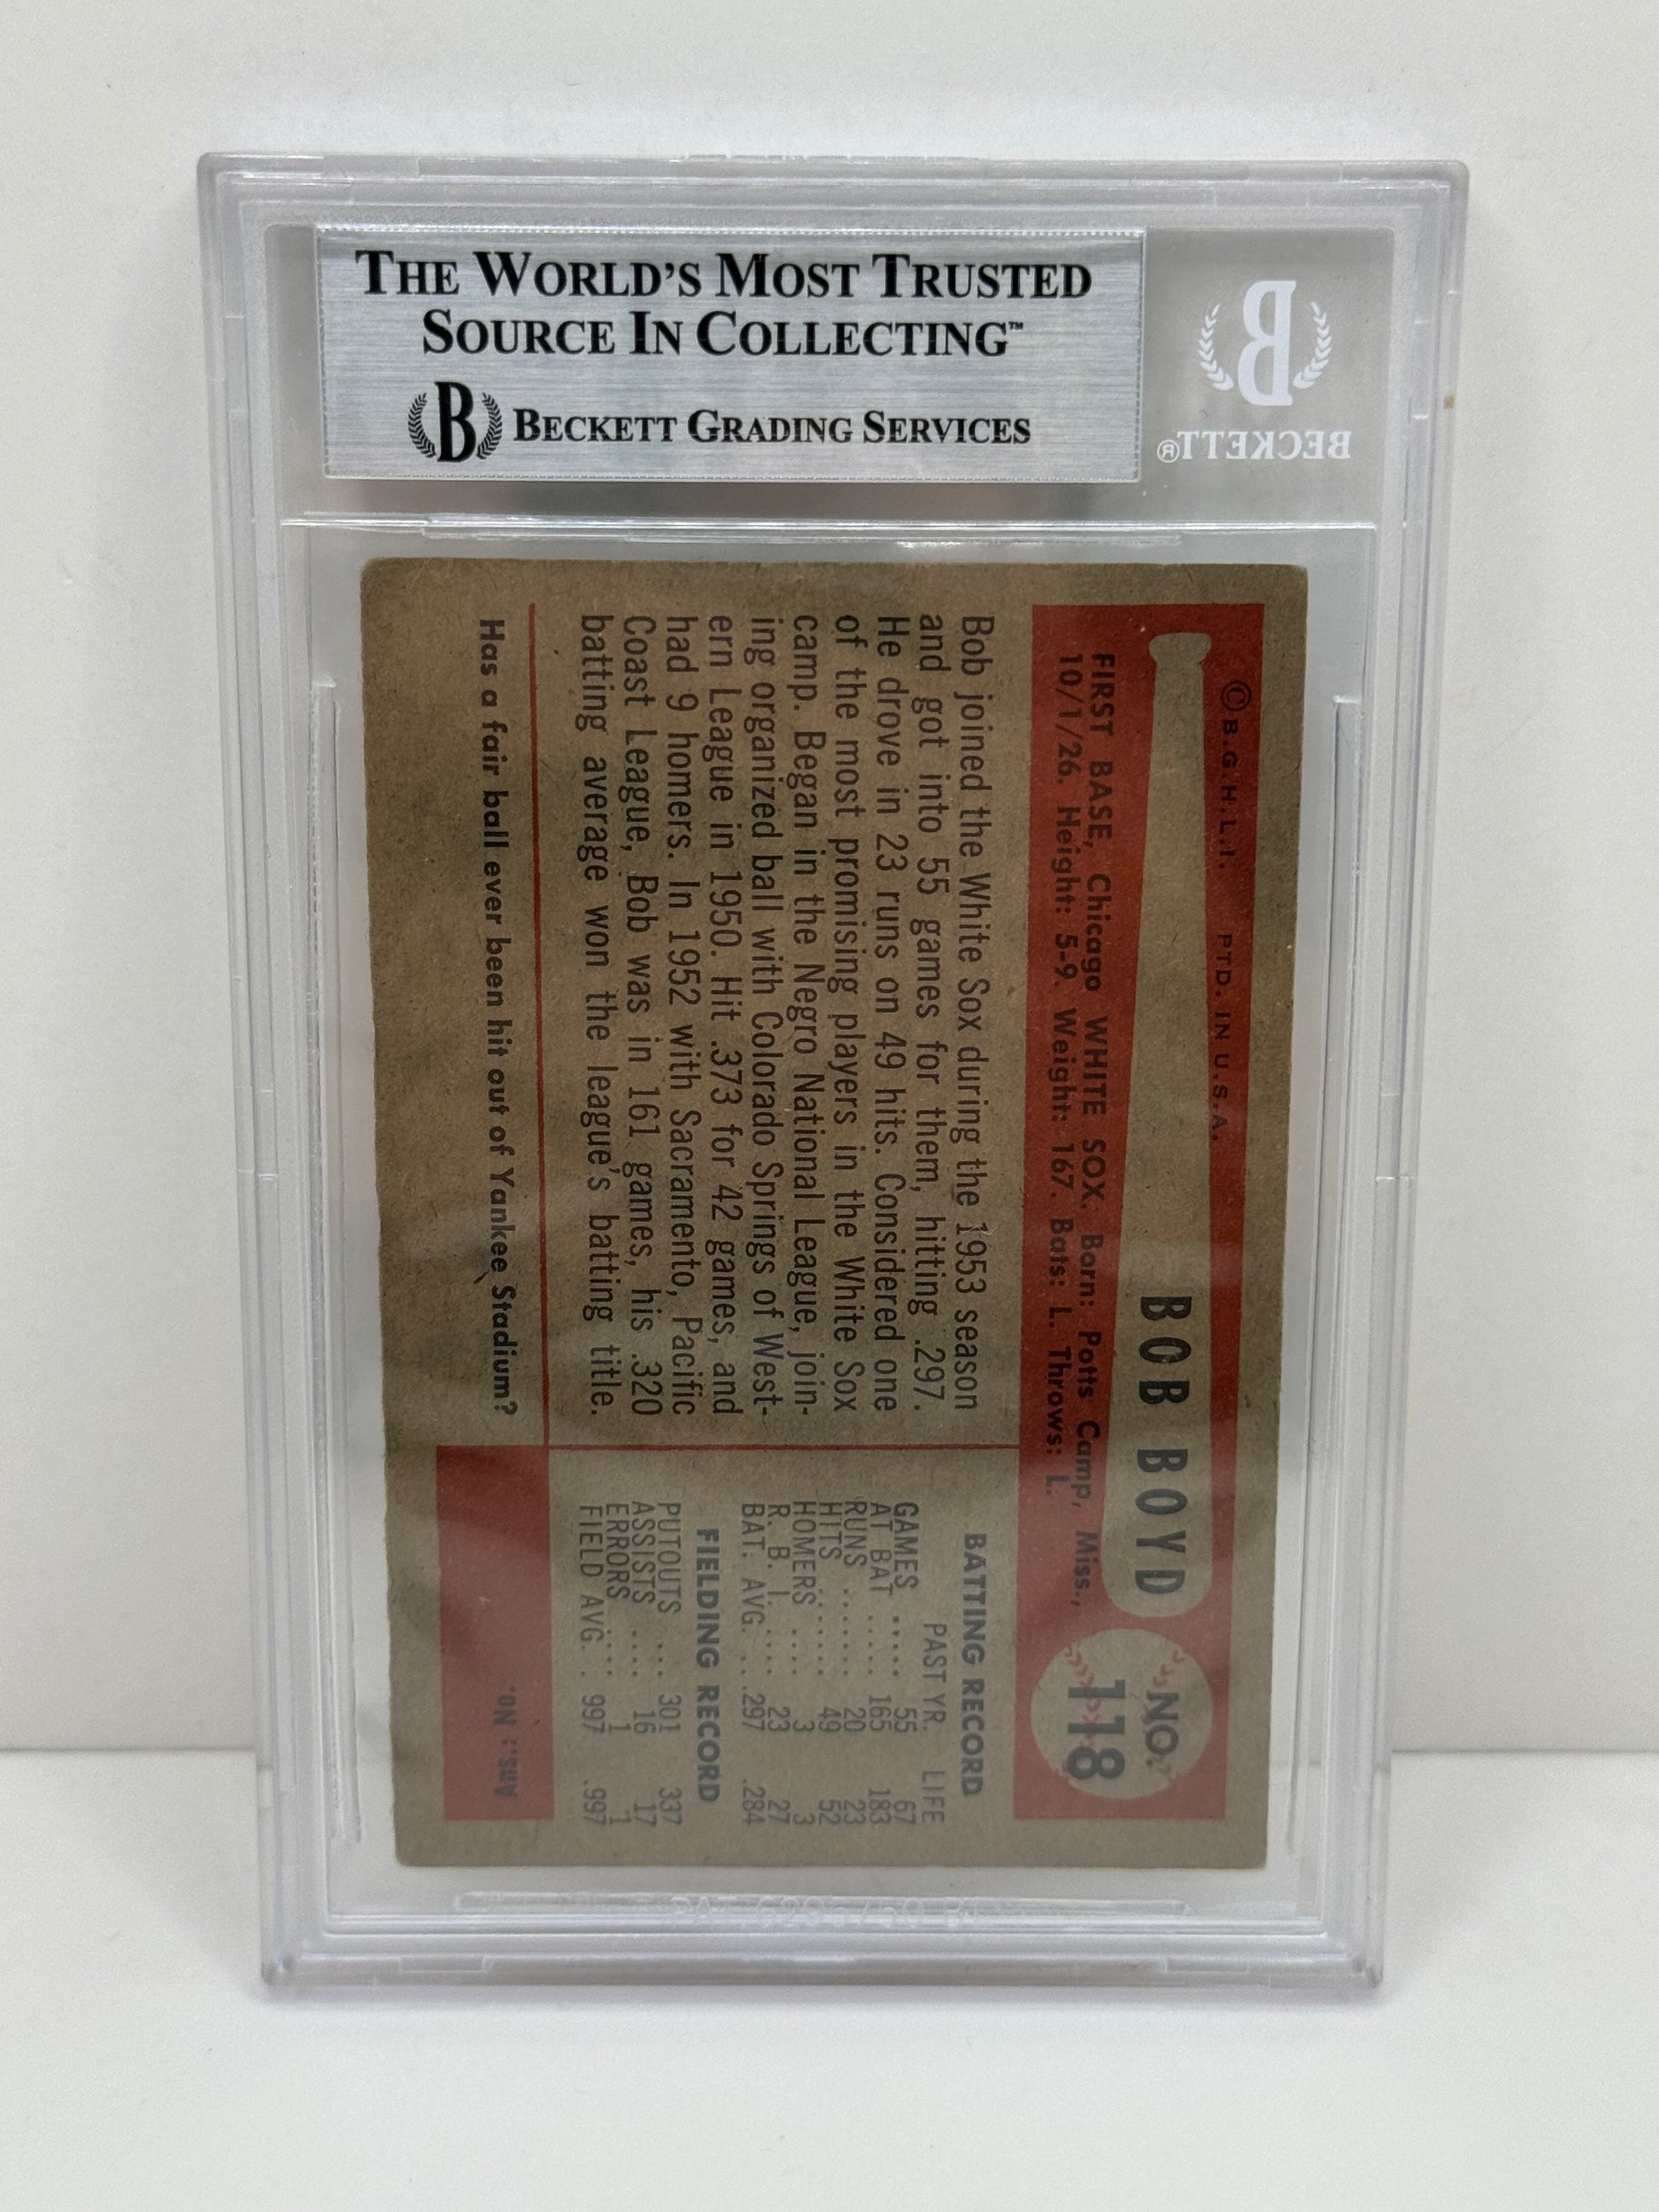 THE WORLD'S MOST TRUSTED
SOURCE IN COLLECTING™
B BECKETT GRADING SERVICES
B
BECKETT®
© B.G.H.L.I. PTD. IN U.S.A.
BOB BOYD
NO.
118
FIRST BASE, Chicago WHITE SOX. Born: Potts Camp, Miss.,
10/1/26. Height: 5-9. Weight: 167. Bats: L. Throws: L.
Bob joined the White Sox during the 1953 season
and got into 55 games for them, hitting .297.
He drove in 23 runs on 49 hits. Considered one
of the most promising players in the White Sox
camp. Began in the Negro National League, join-
ing organized ball with Colorado Springs of West-
ern League in 1950. Hit .373 for 42 games, and
had 9 homers. In 1952 with Sacramento, Pacific
Coast League, Bob was in 161 games, his .320
batting average won the league's batting title.
BATTING RECORD
PAST YR. LIFE
GAMES ..... 55 67
AT BAT ..... 165 183
RUNS ....... 20 23
HITS ....... 49 52
HOMERS .... 3 3
R. B. I. .... 23 27
BAT. AVG. .. .297 .284
FIELDING RECORD
PUTOUTS ... 301 337
ASSISTS .... 16 17
ERRORS .... 1 1
FIELD AVG. . 997 .997
Has a fair ball ever been hit out of Yankee Stadium?
Ans.: No.